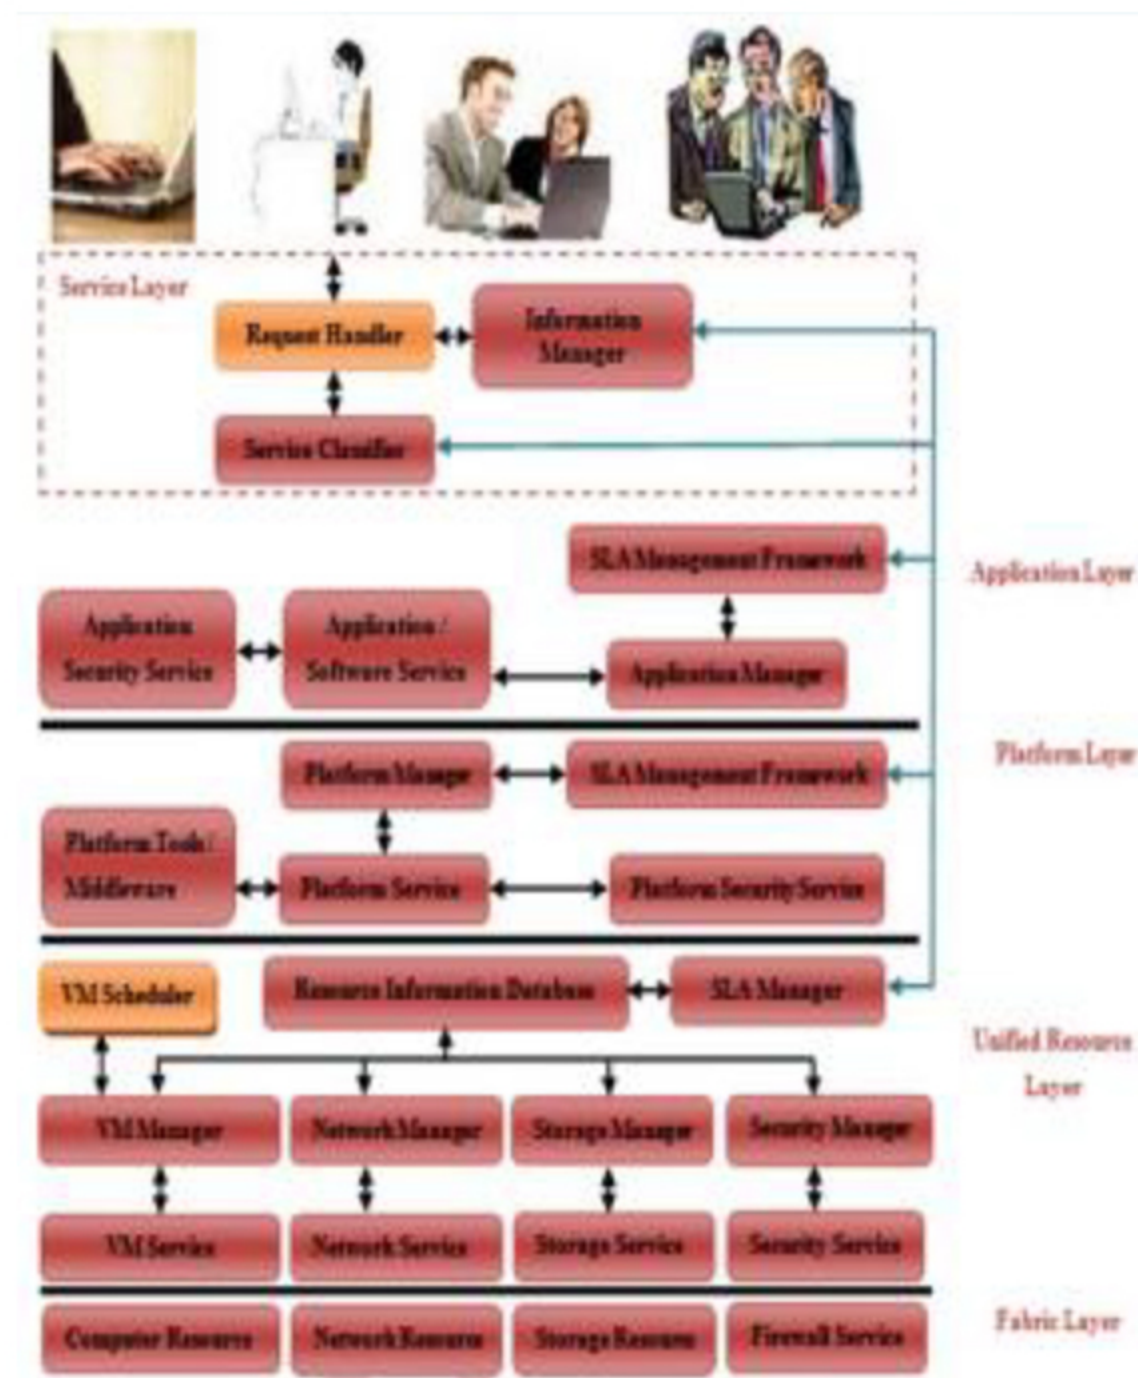 Service Layer
Request Handler
Information
Manager
Service Classifier
SLA Management Framework
Application Layer
Application
Security Service
Application /
Software Service
Application Manager
Platform Manager
SLA Management Framework
Platform Layer
Platform Tools /
Middleware
Platform Service
Platform Security Service
VM Scheduler
Resource Information Database
SLA Manager
Unified Resource
Layer
VM Manager
Network Manager
Storage Manager
Security Manager
VM Service
Network Service
Storage Service
Security Service
Computer Resource
Network Resource
Storage Resource
Firewall Service
Fabric Layer